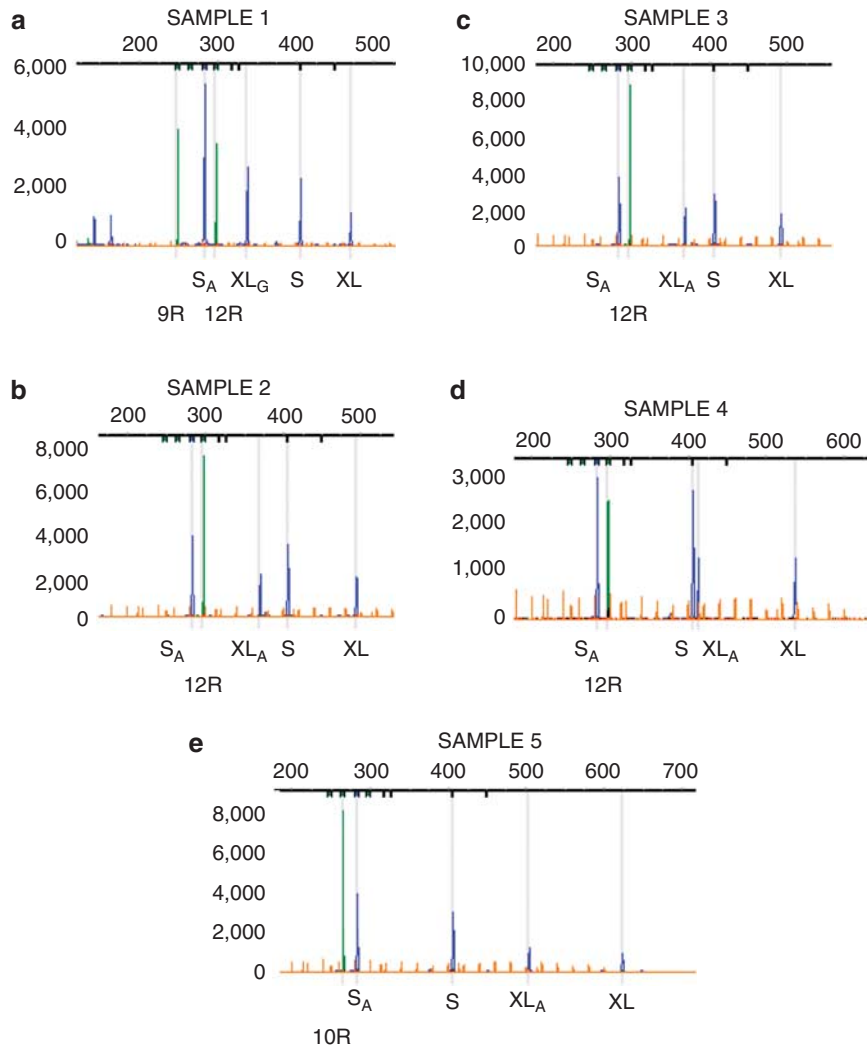 a
SAMPLE 1
200 300 400 500
6,000
4,000
2,000
0
S_A XL_G S XL
9R 12R
c
SAMPLE 3
200 300 400 500
10,000
8,000
6,000
4,000
2,000
0
S_A XL_A S XL
12R
b
SAMPLE 2
200 300 400 500
8,000
6,000
4,000
2,000
0
S_A XL_A S XL
12R
d
SAMPLE 4
200 300 400 500 600
3,000
2,000
1,000
0
S_A S XL_A XL
12R
e
SAMPLE 5
200 300 400 500 600 700
8,000
6,000
4,000
2,000
0
S_A S XL_A XL
10R